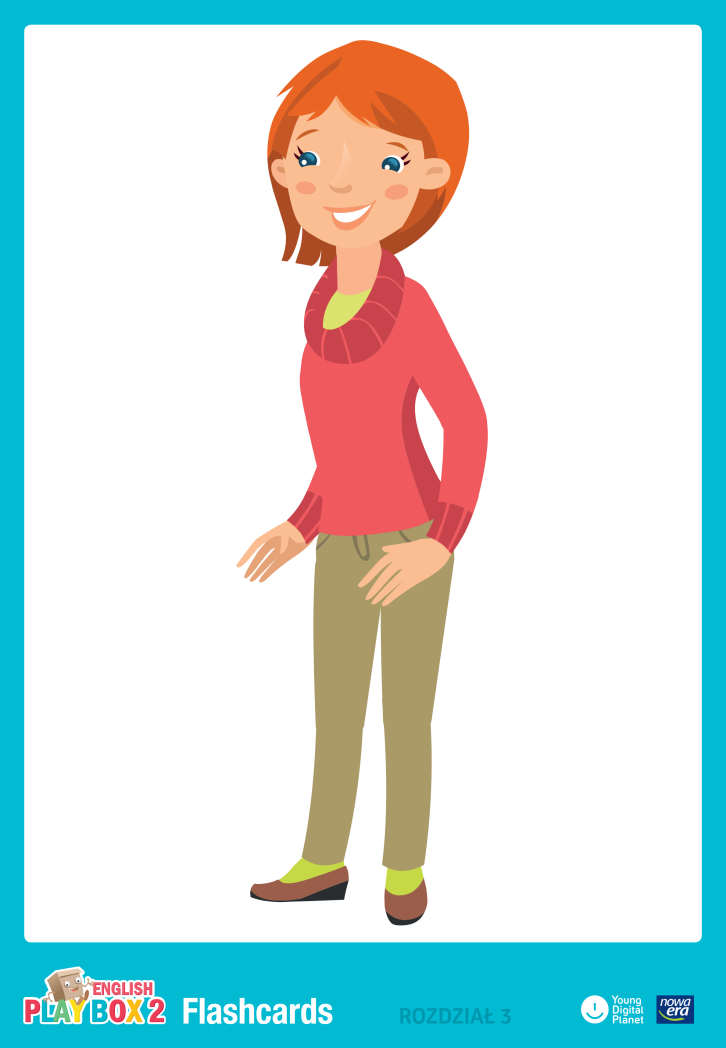 ENGLISH
PLAY BOX 2
Flashcards
ROZDZIAŁ 3
Young
Digital
Planet
nowa
era